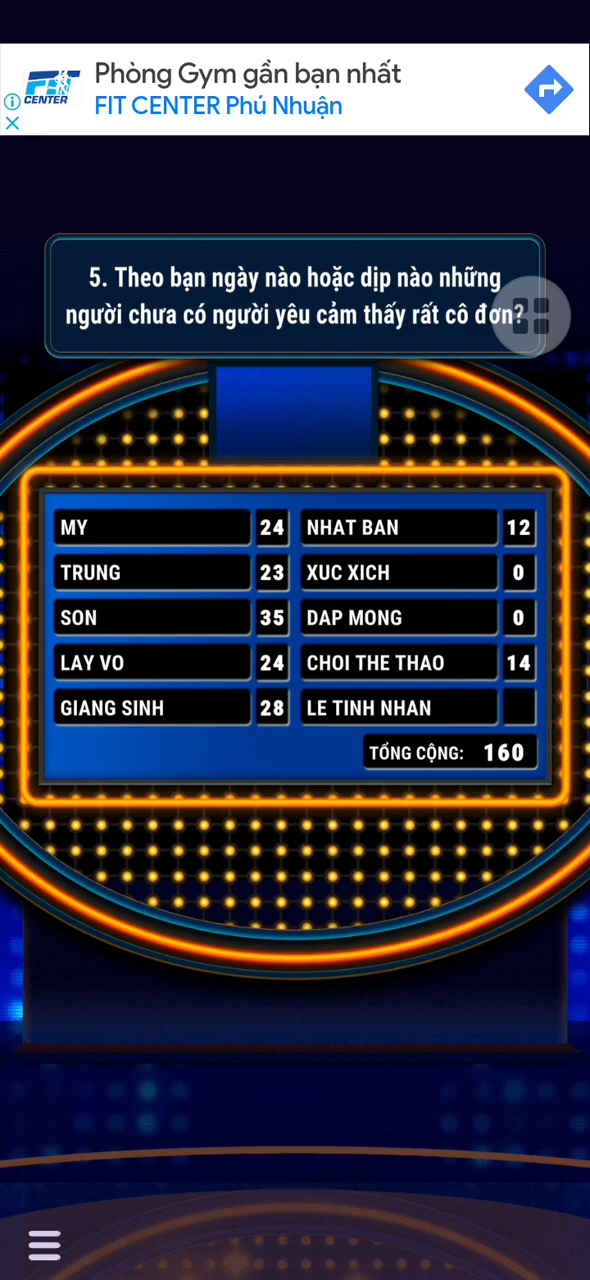 FIT
CENTER
Phòng Gym gần bạn nhất
FIT CENTER Phú Nhuận
5. Theo bạn ngày nào hoặc dịp nào những
người chưa có người yêu cảm thấy rất cô đơn?
MY 24 NHAT BAN 12
TRUNG 23 XUC XICH 0
SON 35 DAP MONG 0
LAY VO 24 CHOI THE THAO 14
GIANG SINH 28 LE TINH NHAN
TỔNG CỘNG: 160